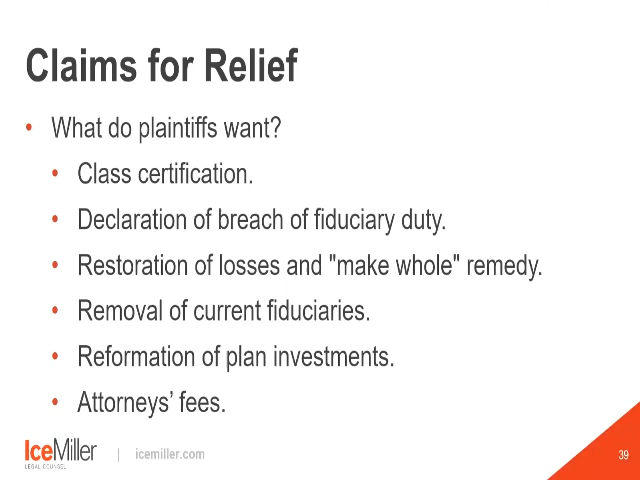 Claims for Relief
• What do plaintiffs want?
• Class certification.
• Declaration of breach of fiduciary duty.
• Restoration of losses and "make whole" remedy.
• Removal of current fiduciaries.
• Reformation of plan investments.
• Attorneys’ fees.
IceMiller
LEGAL COUNSEL
| icemiller.com
39